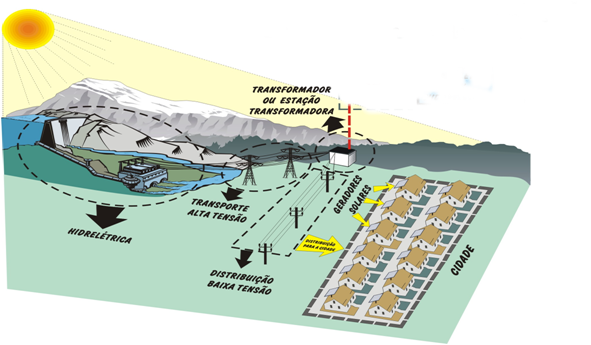 TRANSFORMADOR
OU ESTAÇÃO
TRANSFORMADORA
GERADORES
SOLARES
TRANSPORTE
ALTA TENSÃO
HIDRELÉTRICA
DISTRIBUIÇÃO
PARA A CIDADE
DISTRIBUIÇÃO
BAIXA TENSÃO
CIDADE